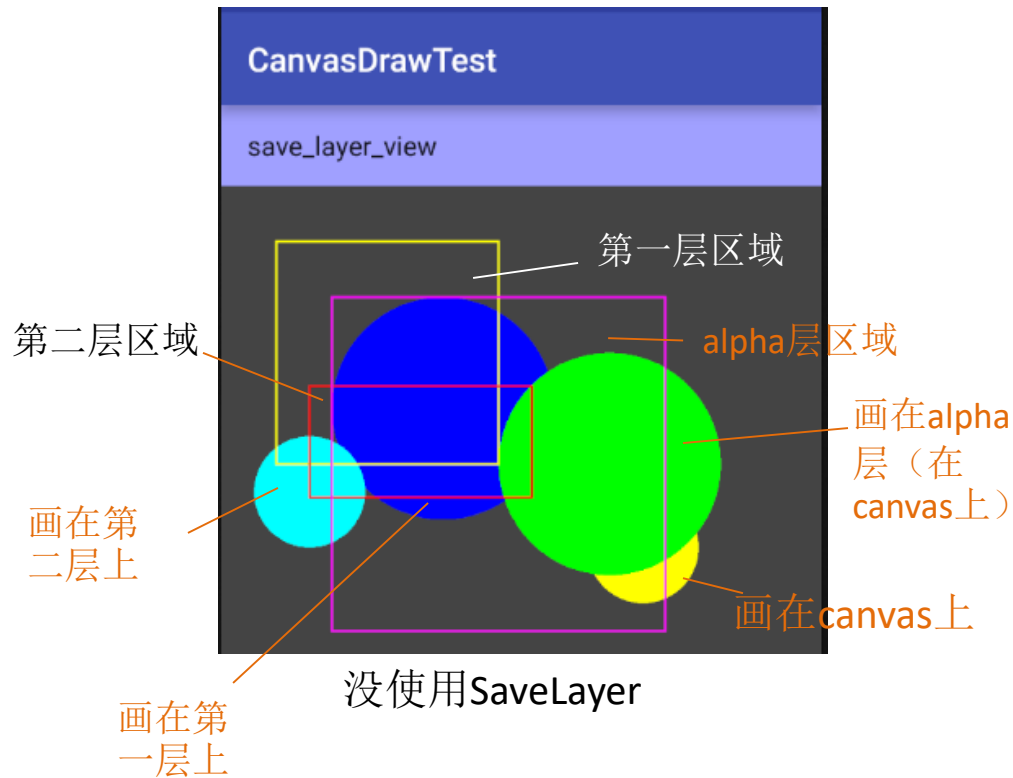 CanvasDrawTest
save_layer_view
第一层区域
第二层区域
alpha层区域
画在alpha
层（在
canvas上）
画在第
二层上
画在canvas上
没使用SaveLayer
画在第
一层上